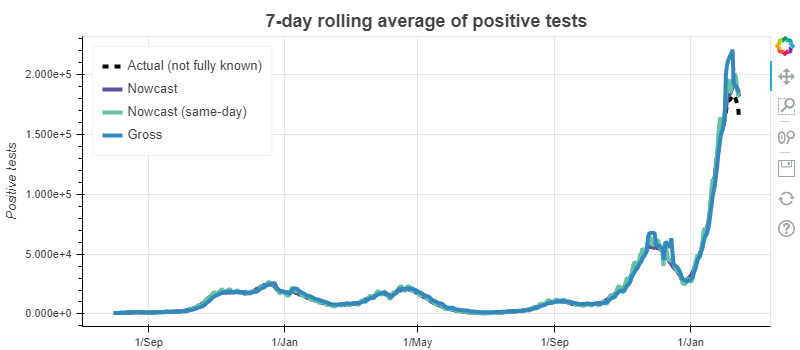 7-day rolling average of positive tests
Actual (not fully known)
Nowcast
Nowcast (same-day)
Gross
Positive tests
2.000e+5
1.500e+5
1.000e+5
5.000e+4
0.000e+0
1/Sep 1/Jan 1/May 1/Sep 1/Jan